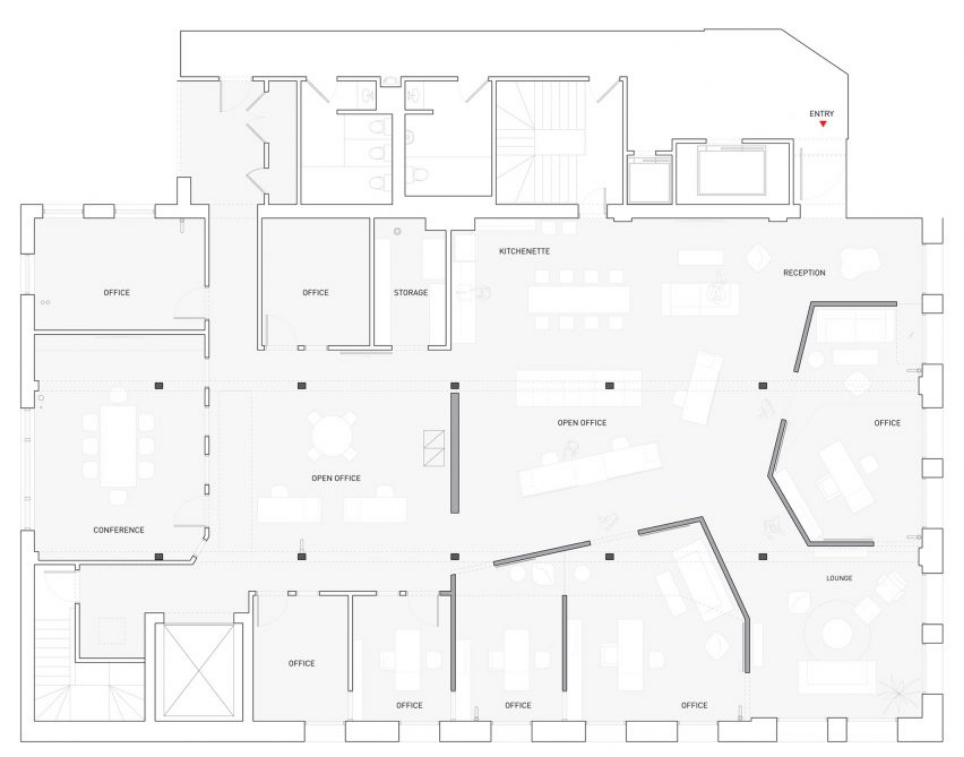 ENTRY
KITCHENETTE
RECEPTION
OFFICE
OFFICE
STORAGE
OPEN OFFICE
OFFICE
OPEN OFFICE
CONFERENCE
LOUNGE
OFFICE
OFFICE
OFFICE
OFFICE